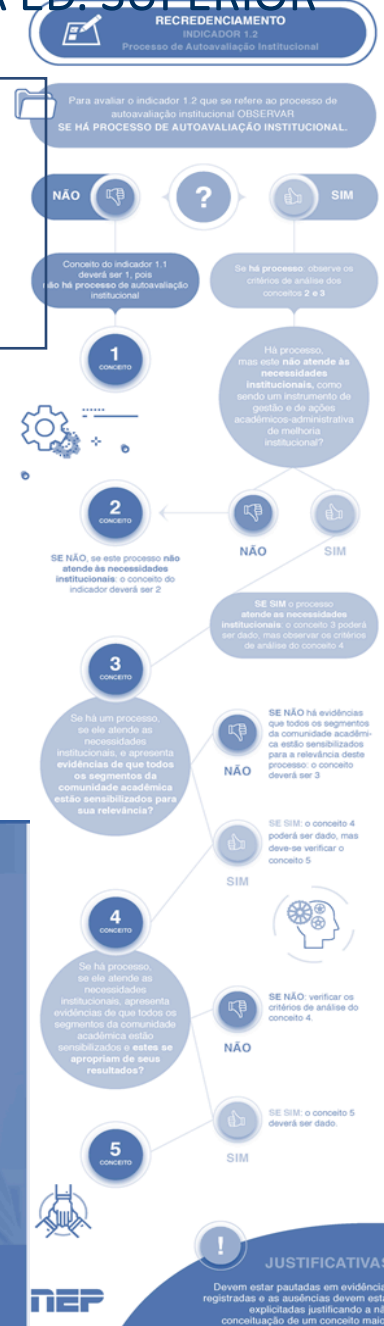 A ED. SUPERIOR
RECREDENCIAMENTO
INDICADOR 1.2
Processo de Autoavaliação Institucional
Para avaliar o indicador 1.2 que se refere ao processo de
autoavaliação institucional OBSERVAR
SE HÁ PROCESSO DE AUTOAVALIAÇÃO INSTITUCIONAL.
NÃO
?
SIM
Conceito do indicador 1.1
deverá ser 1, pois
não há processo de autoavaliação
institucional
Se há processo: observe os
critérios de análise dos
conceitos 2 e 3
1
CONCEITO
Há processo,
mas este não atende às
necessidades
institucionais, como
sendo um instrumento de
gestão e de ações
acadêmicos-administrativa
de melhoria
institucional?
2
CONCEITO
NÃO
SIM
SE NÃO, se este processo não
atende às necessidades
institucionais: o conceito do
indicador deverá ser 2
SE SIM o processo
atende as necessidades
institucionais: o conceito 3 poderá
ser dado, mas observar os critérios
de análise do conceito 4
3
CONCEITO
Se há um processo,
se ele atende as
necessidades
institucionais, e apresenta
evidências de que todos
os segmentos da
comunidade acadêmica
estão sensibilizados para
sua relevância?
NÃO
SE NÃO há evidências
que todos os segmentos
da comunidade acadêmi-
ca estão sensibilizados
para a relevância deste
processo: o conceito
deverá ser 3
SIM
SE SIM: o conceito 4
poderá ser dado, mas
deve-se verificar o
conceito 5
4
CONCEITO
Se há processo,
se ele atende as
necessidades
institucionais, apresenta
evidências de que todos os
segmentos da comunidade
acadêmica estão
sensibilizados e estes se
apropriam de seus
resultados?
NÃO
SE NÃO: verificar os
critérios de análise do
conceito 4.
SIM
SE SIM: o conceito 5
deverá ser dado.
5
CONCEITO
!
JUSTIFICATIVAS
Devem estar pautadas em evidência
registradas e as ausências devem esta
explicitadas justificando a nã
conceituação de um conceito maio
NEP